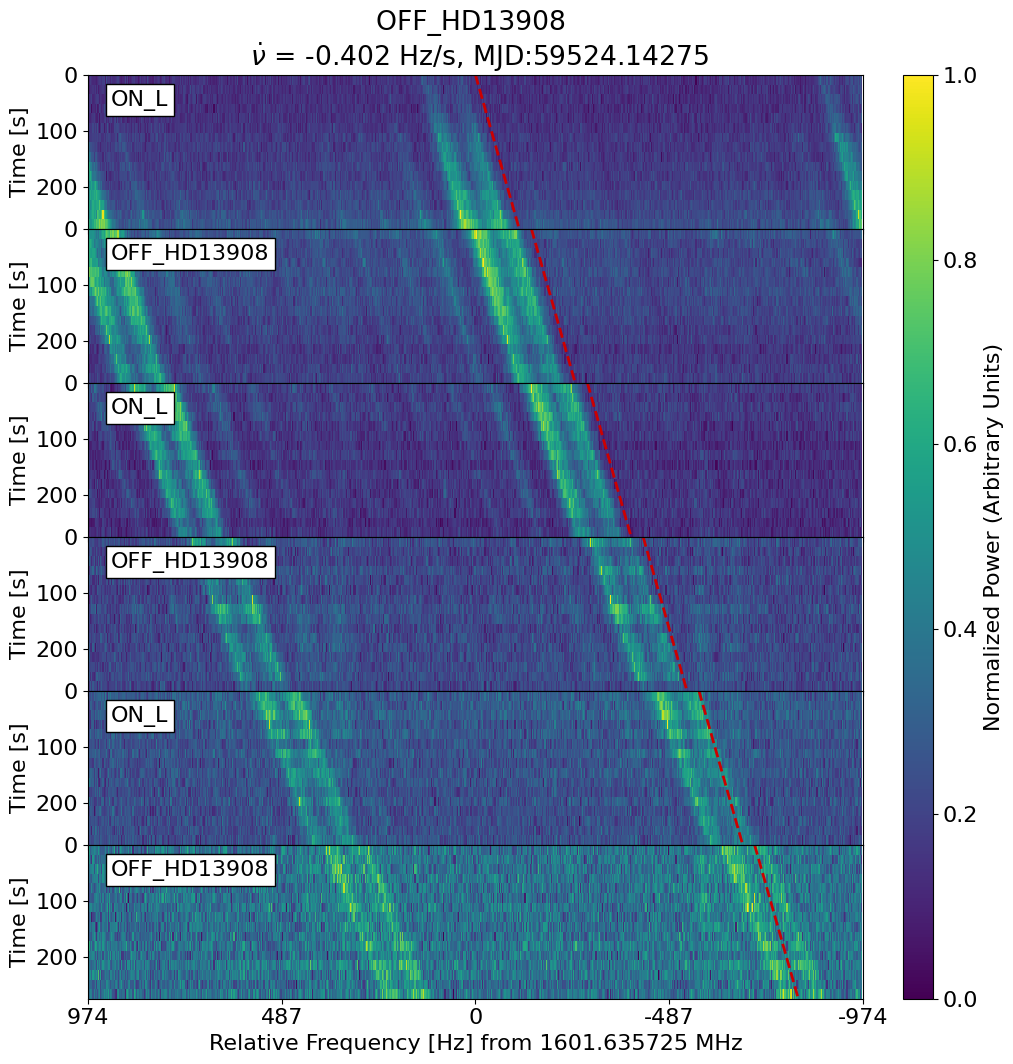 OFF_HD13908
ν̇ = -0.402 Hz/s, MJD:59524.14275
0
ON_L
100
Time [s]
200
0
OFF_HD13908
100
Time [s]
200
0
ON_L
100
Time [s]
200
0
OFF_HD13908
100
Time [s]
200
0
ON_L
100
Time [s]
200
0
OFF_HD13908
100
Time [s]
200
974 487 0 -487 -974
Relative Frequency [Hz] from 1601.635725 MHz
1.0
0.8
0.6
0.4
0.2
0.0
Normalized Power (Arbitrary Units)